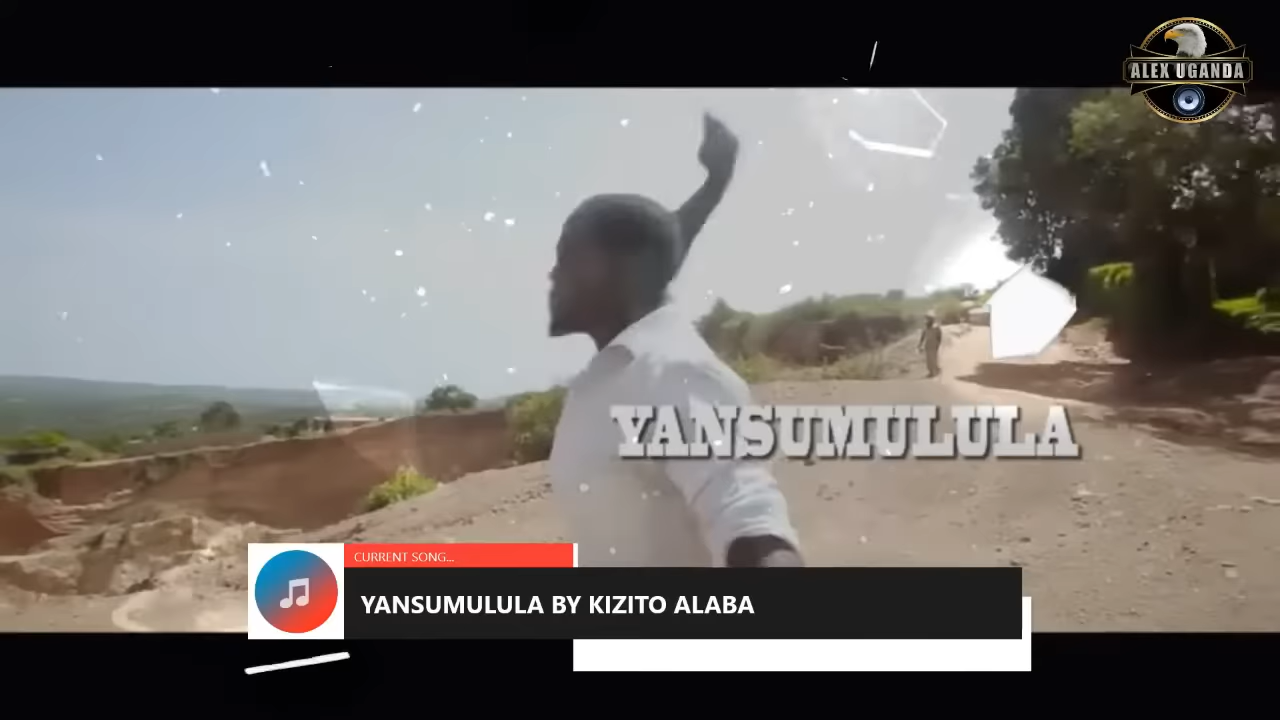 ALEX UGANDA
YANSUMULULA
CURRENT SONG...
YANSUMULULA BY KIZITO ALABA